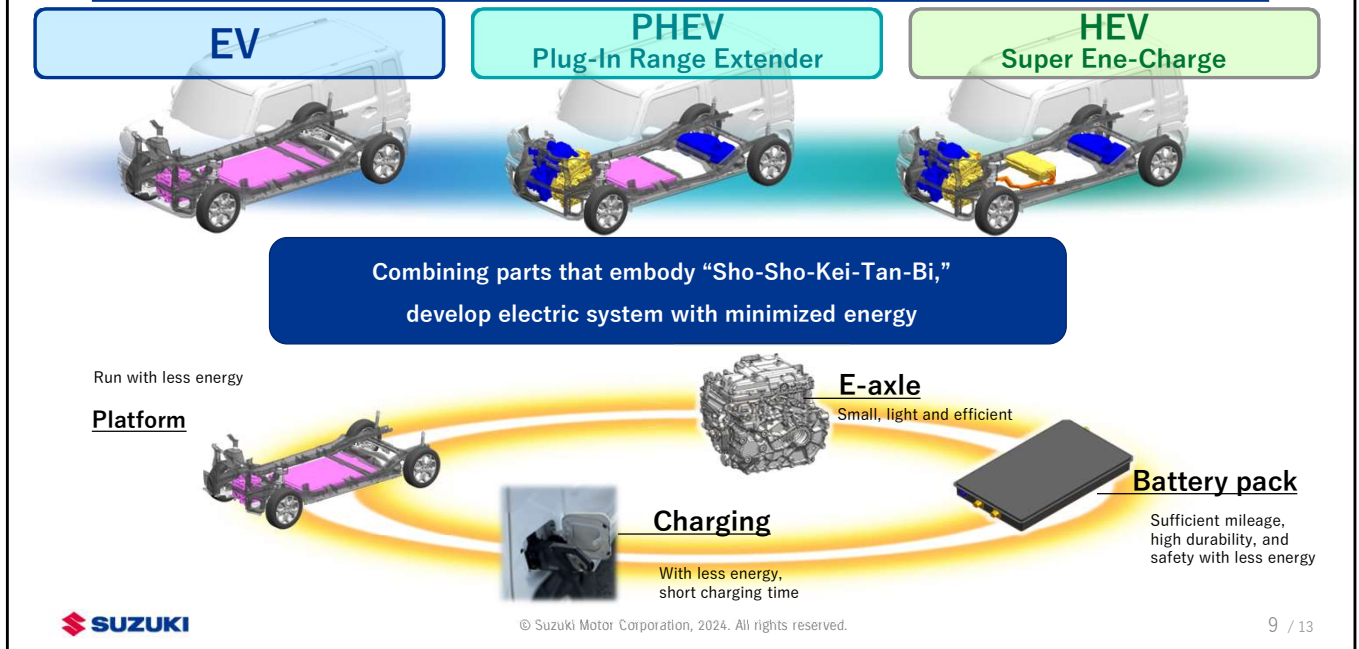 EV
PHEV
Plug-In Range Extender
HEV
Super Ene-Charge
Combining parts that embody “Sho-Sho-Kei-Tan-Bi,”
develop electric system with minimized energy
Run with less energy
Platform
E-axle
Small, light and efficient
Battery pack
Sufficient mileage,
high durability, and
safety with less energy
Charging
With less energy,
short charging time
SUZUKI
© Suzuki Motor Corporation, 2024. All rights reserved.
9 / 13